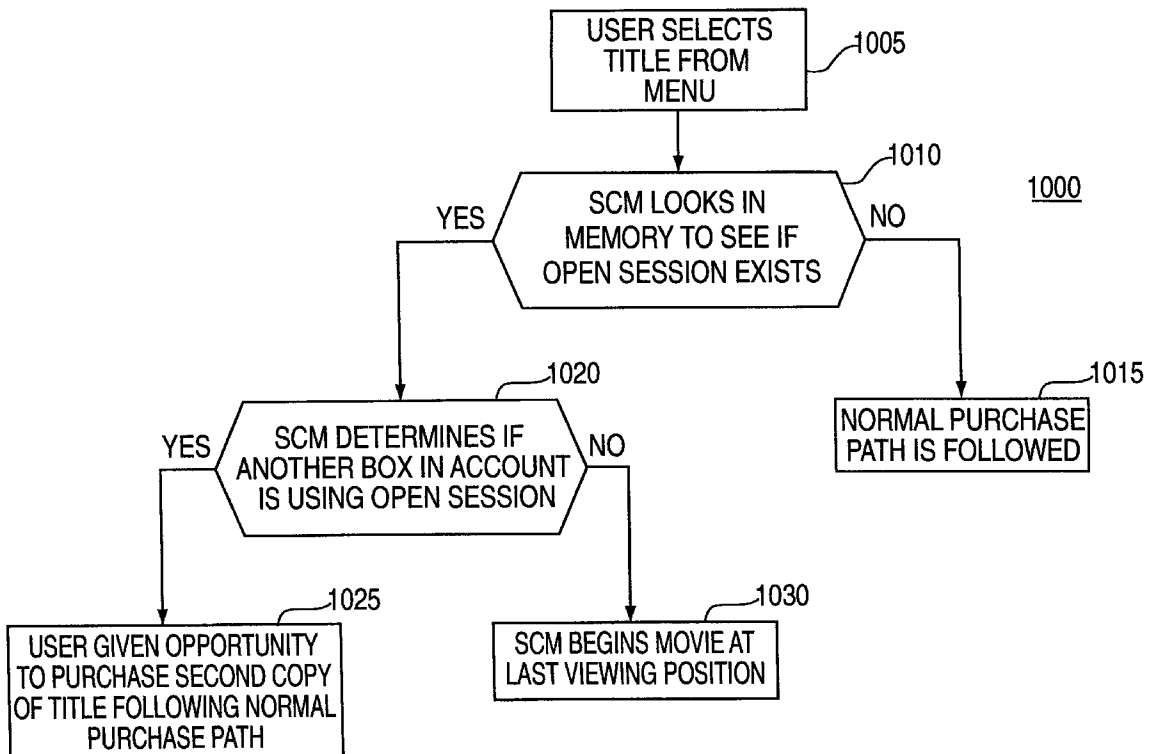 USER SELECTS
TITLE FROM
MENU
1005
1010
1000
SCM LOOKS IN
MEMORY TO SEE IF
OPEN SESSION EXISTS
YES
NO
1020
1015
SCM DETERMINES IF
ANOTHER BOX IN ACCOUNT
IS USING OPEN SESSION
YES
NO
NORMAL PURCHASE
PATH IS FOLLOWED
1025
1030
USER GIVEN OPPORTUNITY
TO PURCHASE SECOND COPY
OF TITLE FOLLOWING NORMAL
PURCHASE PATH
SCM BEGINS MOVIE AT
LAST VIEWING POSITION